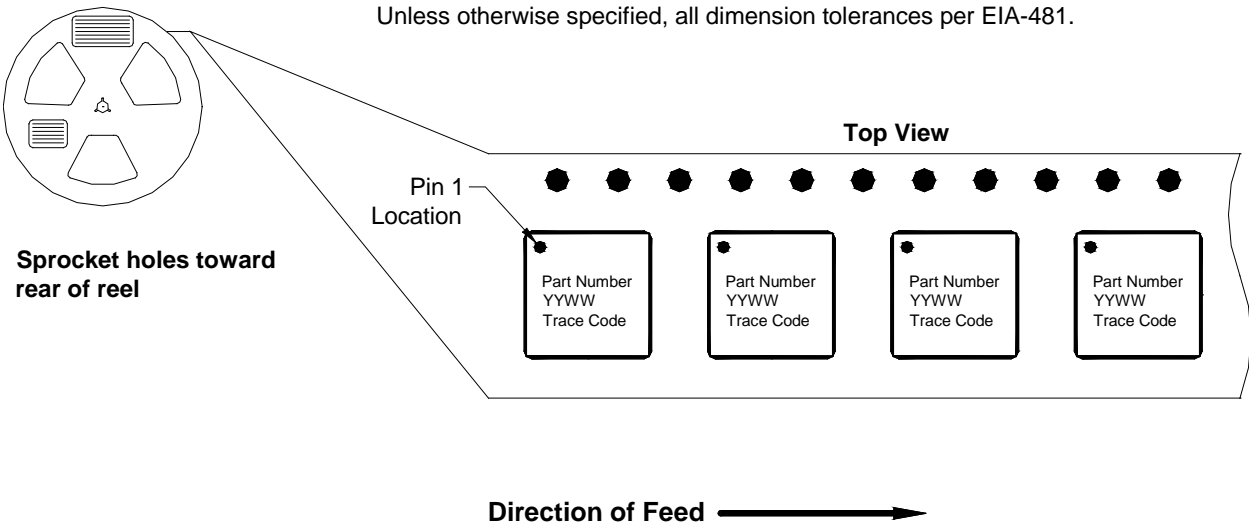 Unless otherwise specified, all dimension tolerances per EIA-481.
Top View
Pin 1
Location
Sprocket holes toward
rear of reel
Part Number
YYWW
Trace Code
Part Number
YYWW
Trace Code
Part Number
YYWW
Trace Code
Part Number
YYWW
Trace Code
Direction of Feed